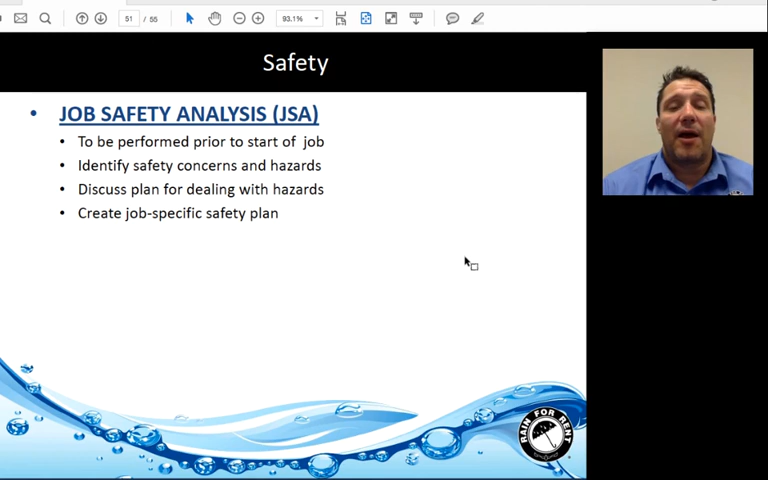 51 / 55
93.1%
Safety
• JOB SAFETY ANALYSIS (JSA)
• To be performed prior to start of job
• Identify safety concerns and hazards
• Discuss plan for dealing with hazards
• Create job-specific safety plan
RAIN FOR RENT